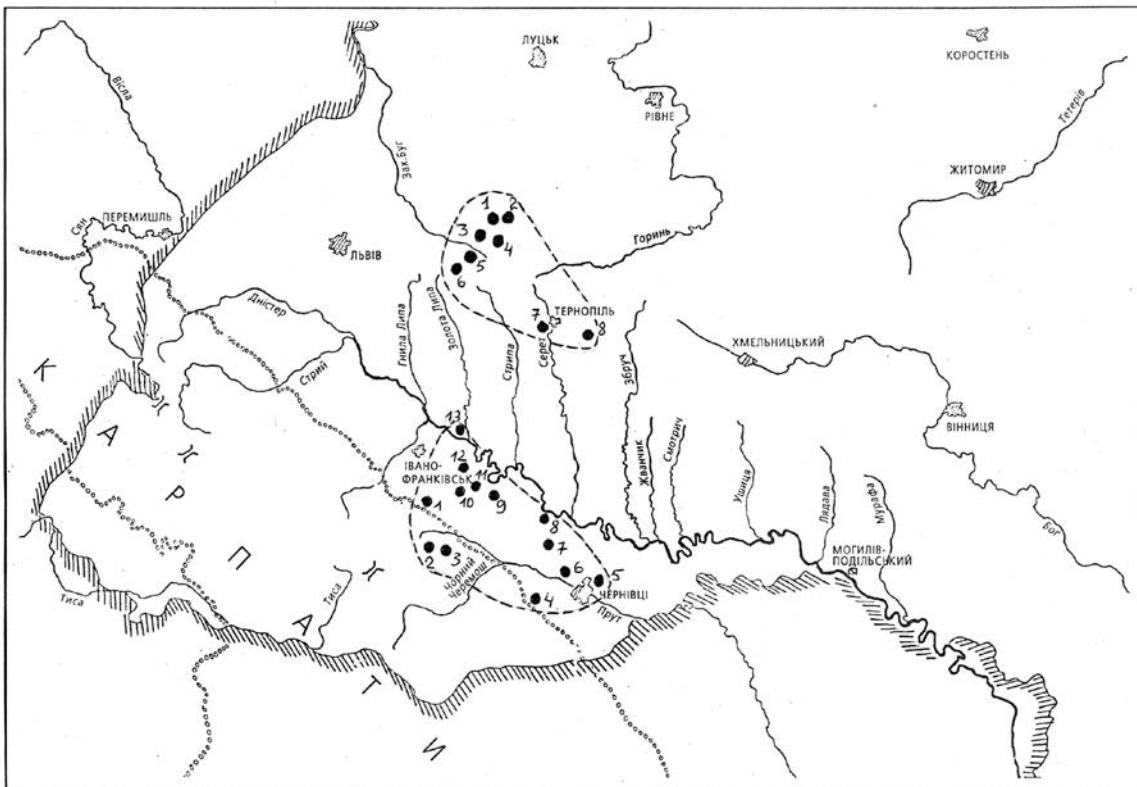 ЛУЦЬК
КОРОСТЕНЬ
Вісла
РІВНЕ
Тетерів
Зах.Буг
ЖИТОМИР
Сян
ПЕРЕМИШЛЬ
ЛЬВІВ
1
2
3
4
5
6
Горинь
Дністер
Гнила Липа
Золота Липа
Стрипа
Серет
7
ТЕРНОПІЛЬ
8
Збруч
ХМЕЛЬНИЦЬКИЙ
Стрий
К
А
Р
П
А
Т
И
ВІННИЦЯ
Жванчик
Смотрич
Ушиця
Лядава
Мурафа
Бог
13
ІВАНО-
ФРАНКІВСЬК
12
11
10
9
1
8
7
2
3
6
5
4
Чорний
Черемош
ЧЕРНІВЦІ
Прут
МОГИЛІВ-
ПОДІЛЬСЬКИЙ
Тиса
Тиса